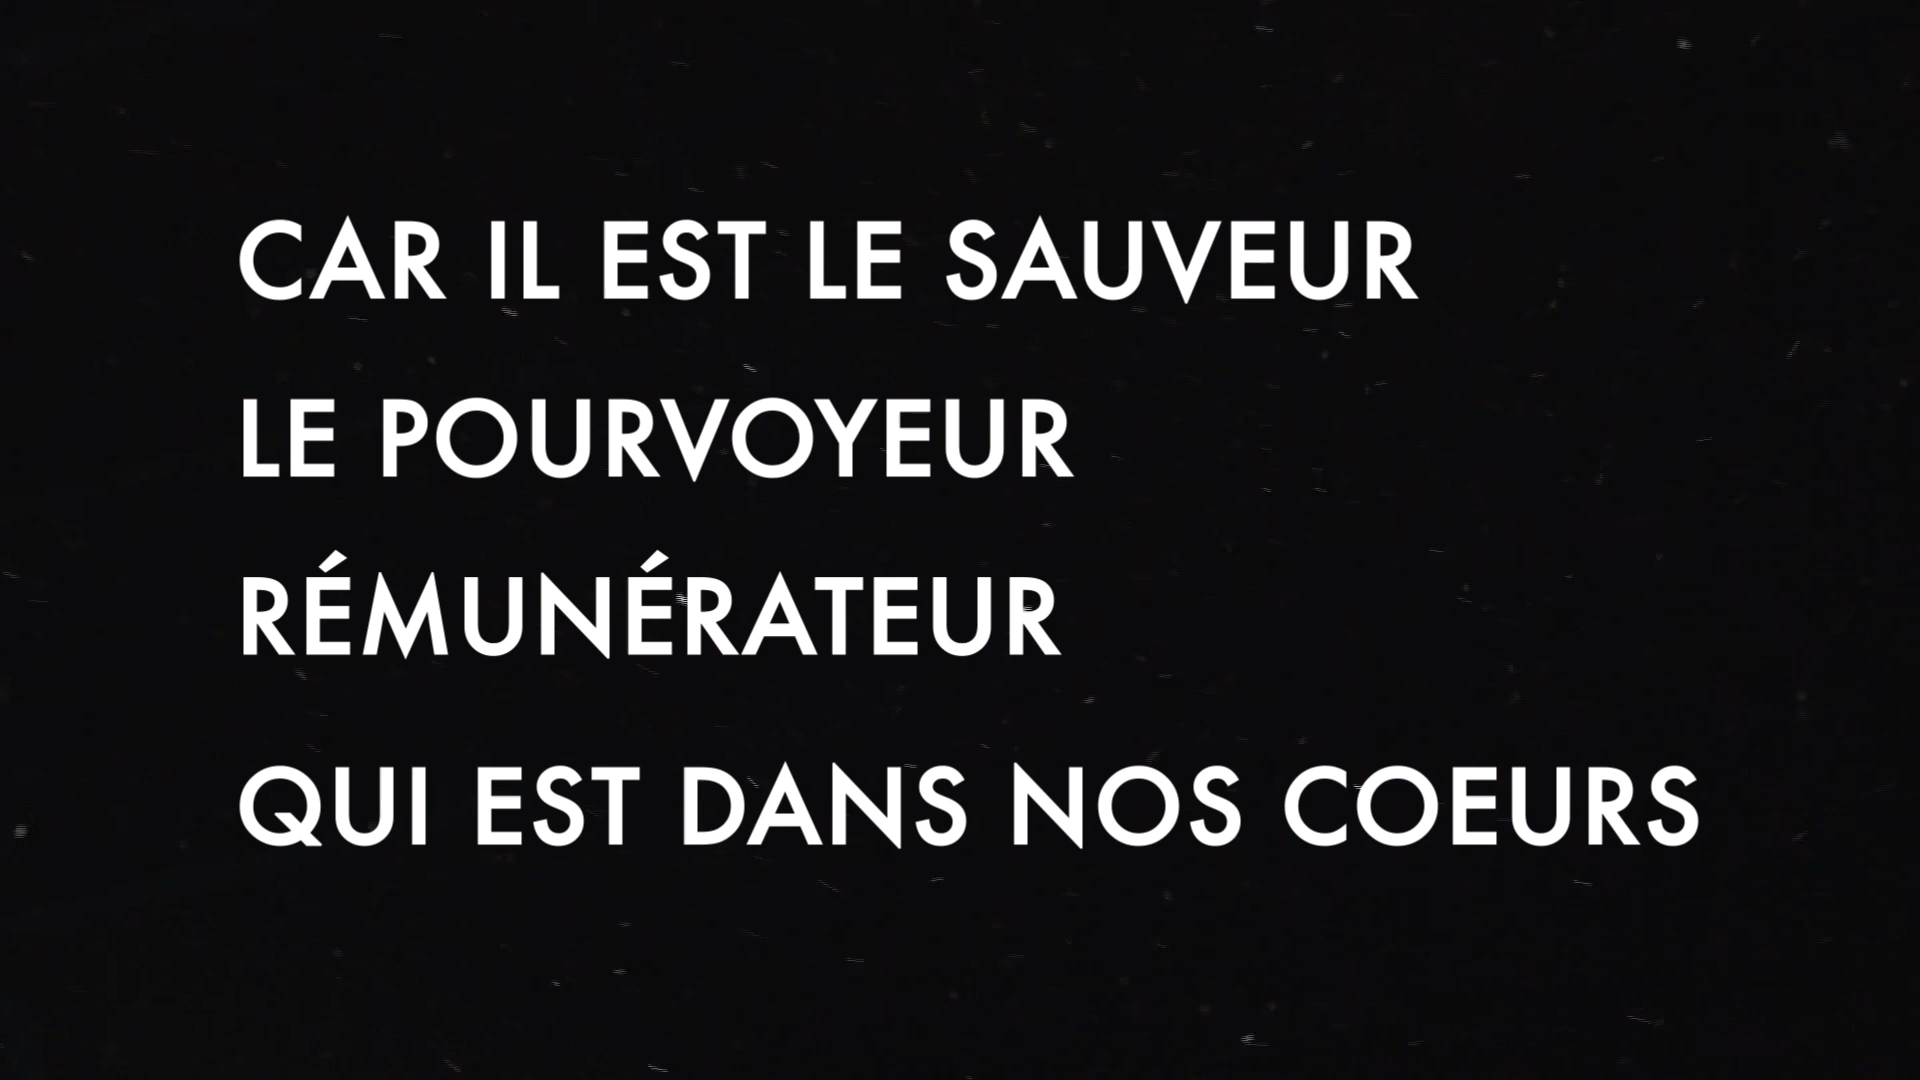 CAR IL EST LE SAUVEUR
LE POURVOYEUR
RÉMUNÉRATEUR
QUI EST DANS NOS COEURS